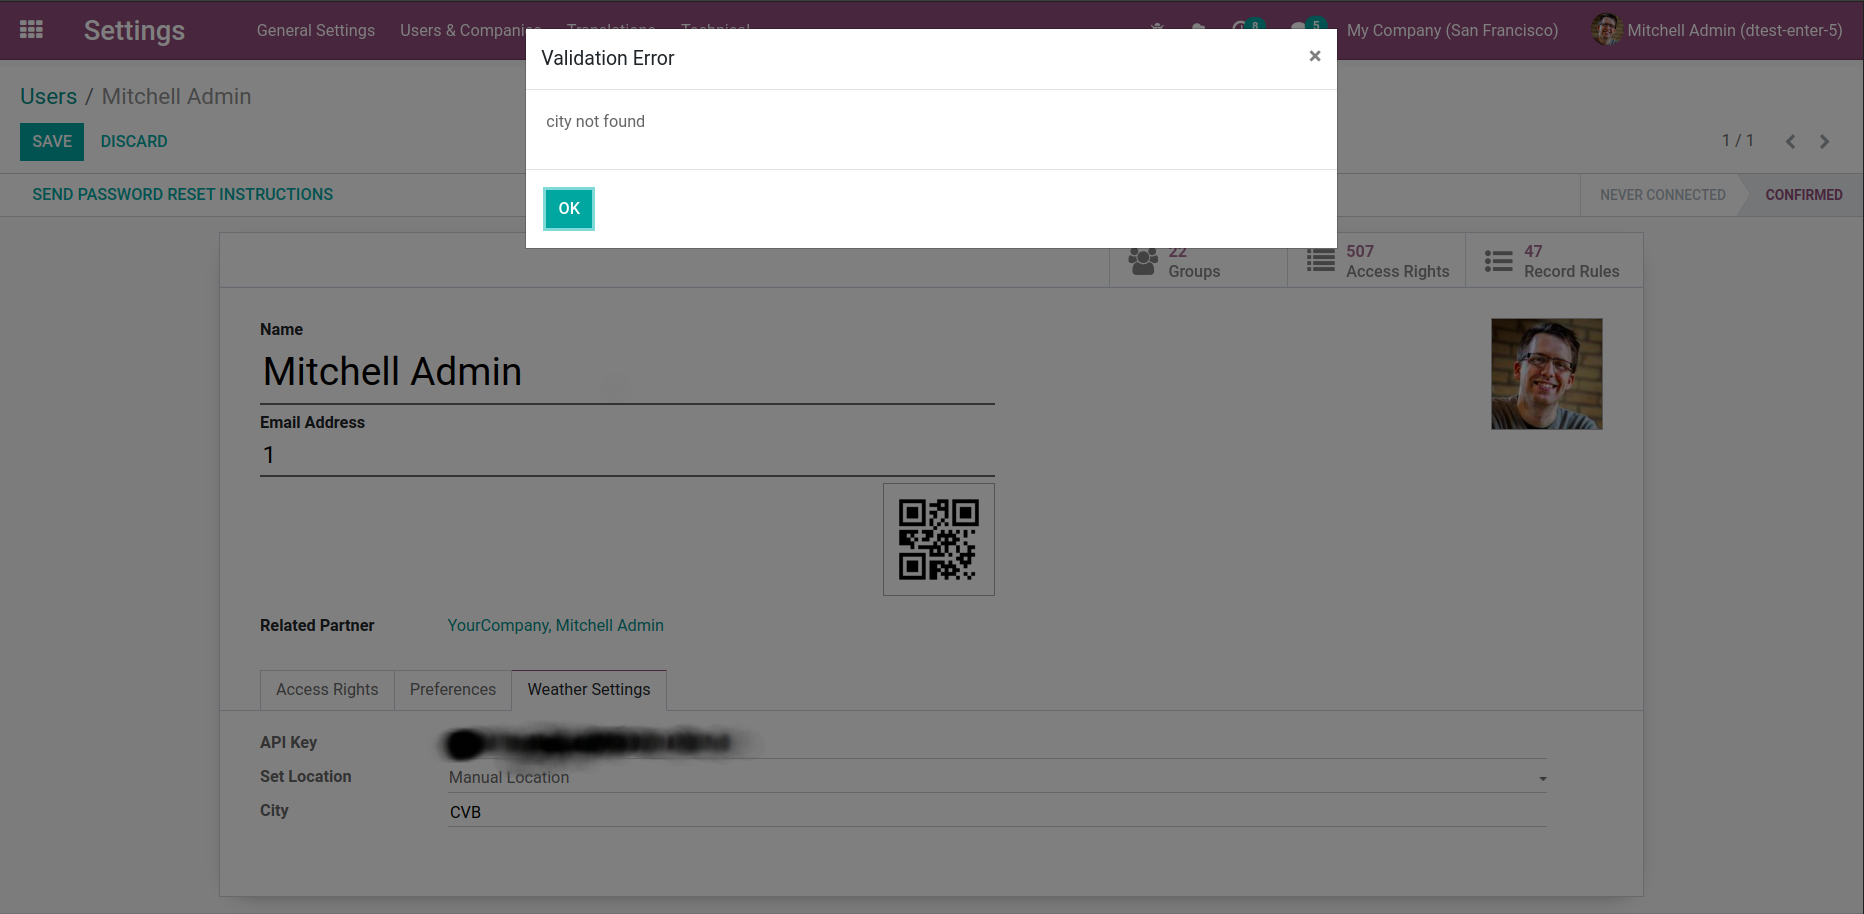 Settings
General Settings
Users & Companie
8
5
My Company (San Francisco)
Mitchell Admin (dtest-enter-5)
Validation Error
×
city not found
OK
Users / Mitchell Admin
SAVE
DISCARD
1 / 1
SEND PASSWORD RESET INSTRUCTIONS
NEVER CONNECTED
CONFIRMED
22
Groups
507
Access Rights
47
Record Rules
Name
Mitchell Admin
Email Address
1
Related Partner
YourCompany, Mitchell Admin
Access Rights
Preferences
Weather Settings
API Key
Set Location
Manual Location
City
CVB